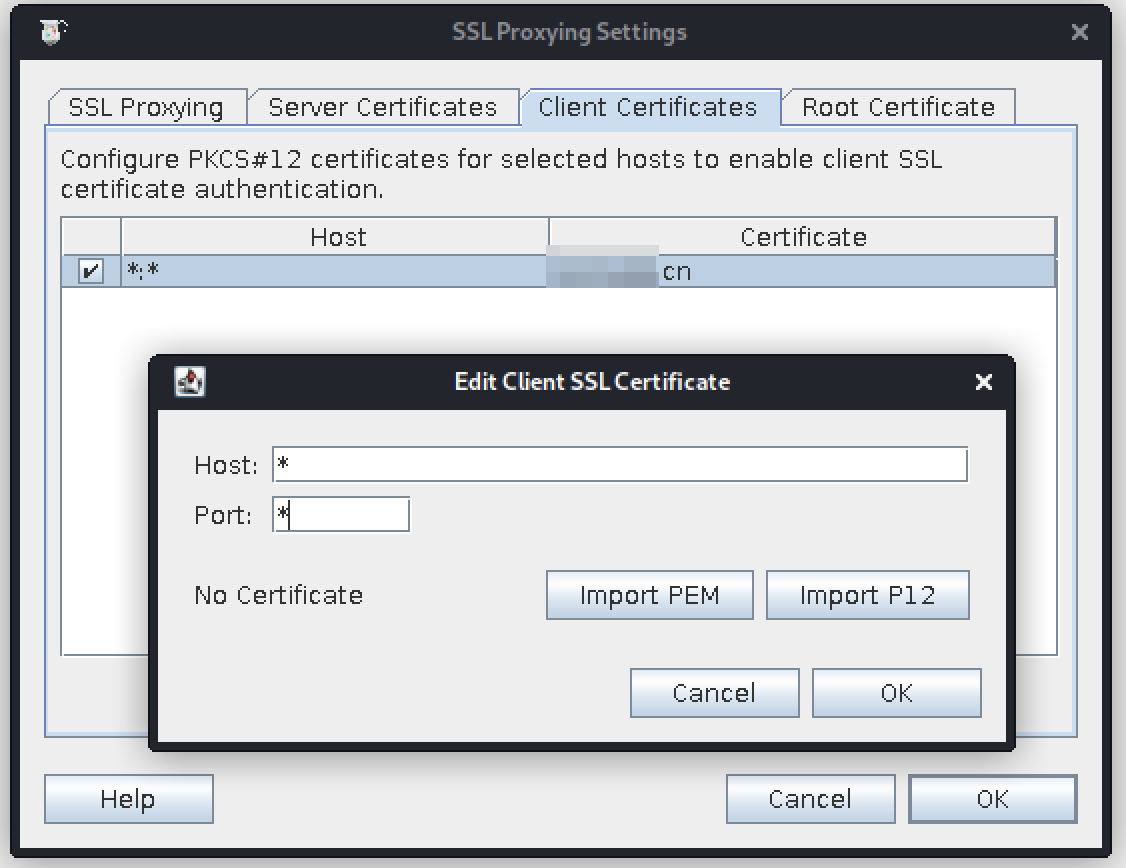 SSL Proxying Settings
SSL Proxying
Server Certificates
Client Certificates
Root Certificate
Configure PKCS#12 certificates for selected hosts to enable client SSL
certificate authentication.
Host
Certificate
*:*
cn
Edit Client SSL Certificate
Host: *
Port: *
No Certificate
Import PEM
Import P12
Cancel
OK
Help
Cancel
OK